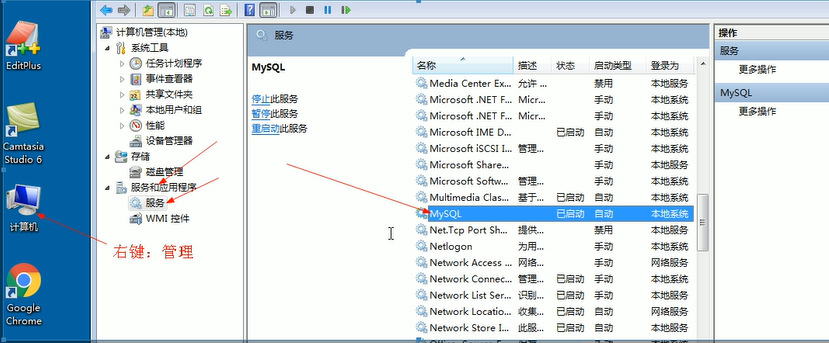 EditPlus
Camtasia
Studio 6
计算机
Google
Chrome
右键：管理
计算机管理(本地)
系统工具
任务计划程序
事件查看器
共享文件夹
本地用户和组
性能
设备管理器
存储
磁盘管理
服务和应用程序
服务
WMI 控件
服务
MySQL
停止此服务
暂停此服务
重启动此服务
名称 描述 状态 启动类型 登录为
Media Center Ex... 允许 ... 禁用 本地服务
Microsoft .NET F... Micr... 手动 本地系统
Microsoft .NET F... Micr... 手动 本地系统
Microsoft IME D... 已启动 自动 本地系统
Microsoft iSCSI I... 管理... 手动 本地系统
Microsoft Share... 手动 本地系统
Microsoft Softw... 管理... 手动 本地系统
Multimedia Clas... 基于... 已启动 自动 本地系统
MySQL 已启动 自动 本地系统
Net.Tcp Port Sh... 提供... 禁用 本地服务
Netlogon 为用... 手动 本地系统
Network Access ... 网络... 手动 网络服务
Network Connec... 管理... 已启动 手动 本地系统
Network List Ser... 识别... 已启动 手动 本地服务
Network Locatio... 收集... 已启动 自动 网络服务
Network Store I... 此服... 已启动 自动 本地服务
操作
服务
更多操作
MySQL
更多操作